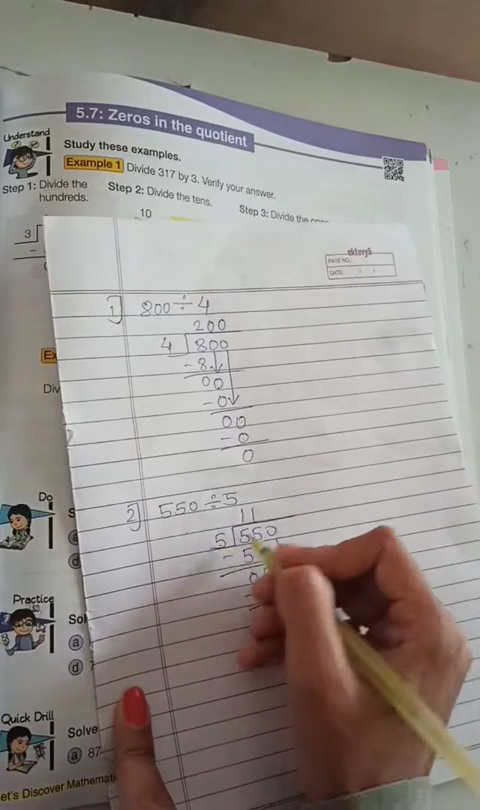 5.7: Zeros in the quotient
Understand
Study these examples.
Example 1 Divide 317 by 3. Verify your answer.
Step 1: Divide the
hundreds.
Step 2: Divide the tens.
Step 3: Divide the
10
3
eklavya
PAGE NO.:
DATE: / /
1] 800 ÷ 4
200
4 800
- 8
00
- 0
00
- 0
0
2] 550 ÷ 5
11
5 550
- 5
0
Ex
Div
Do
S
a
d
Practice
Sol
a
d
Quick Drill
Solve
a 87
et's Discover Mathemati